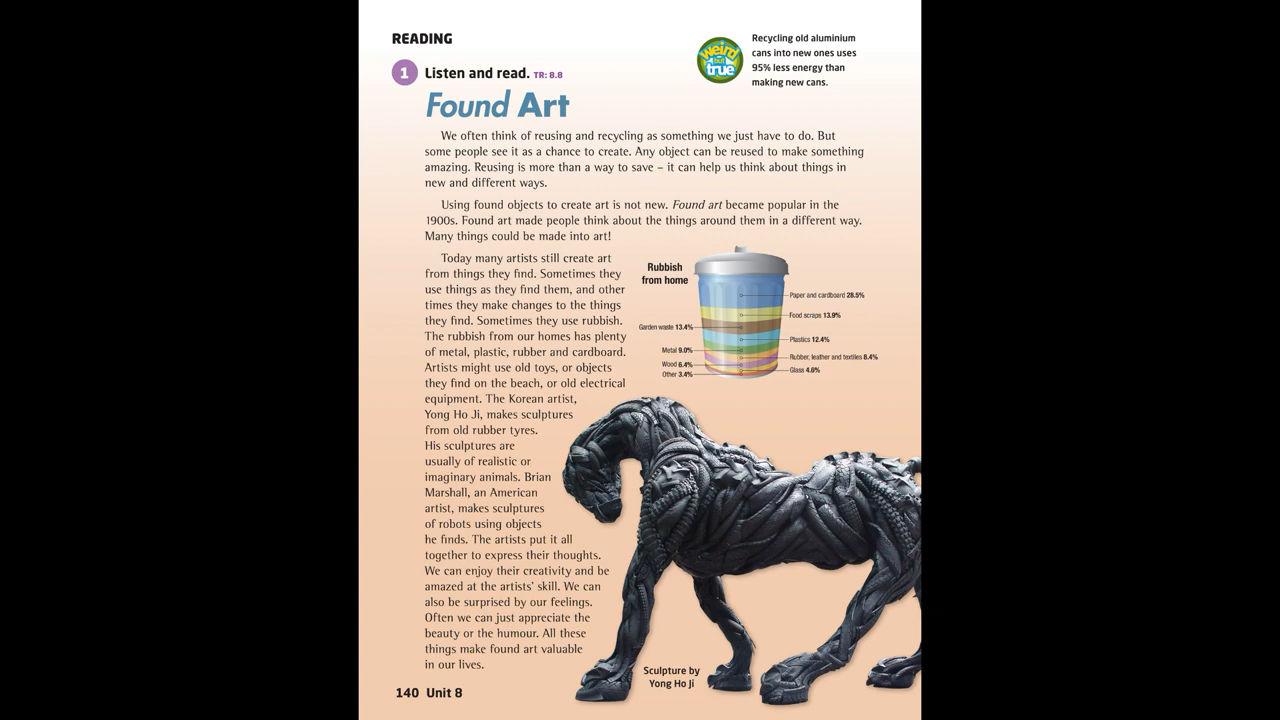 READING
weird
but
true
Recycling old aluminium
cans into new ones uses
95% less energy than
making new cans.
1 Listen and read. TR: 8.8
Found Art
We often think of reusing and recycling as something we just have to do. But
some people see it as a chance to create. Any object can be reused to make something
amazing. Reusing is more than a way to save – it can help us think about things in
new and different ways.
Using found objects to create art is not new. Found art became popular in the
1900s. Found art made people think about the things around them in a different way.
Many things could be made into art!
Today many artists still create art
from things they find. Sometimes they
use things as they find them, and other
times they make changes to the things
they find. Sometimes they use rubbish.
The rubbish from our homes has plenty
of metal, plastic, rubber and cardboard.
Artists might use old toys, or objects
they find on the beach, or old electrical
equipment. The Korean artist,
Yong Ho Ji, makes sculptures
from old rubber tyres.
His sculptures are
usually of realistic or
imaginary animals. Brian
Marshall, an American
artist, makes sculptures
of robots using objects
he finds. The artists put it all
together to express their thoughts.
We can enjoy their creativity and be
amazed at the artists' skill. We can
also be surprised by our feelings.
Often we can just appreciate the
beauty or the humour. All these
things make found art valuable
in our lives.
Rubbish
from home
Paper and cardboard 28.5%
Food scraps 13.9%
Garden waste 13.4%
Plastics 12.4%
Metal 9.0%
Rubber, leather and textiles 8.4%
Wood 6.4%
Glass 4.6%
Other 3.4%
Sculpture by
Yong Ho Ji
140 Unit 8